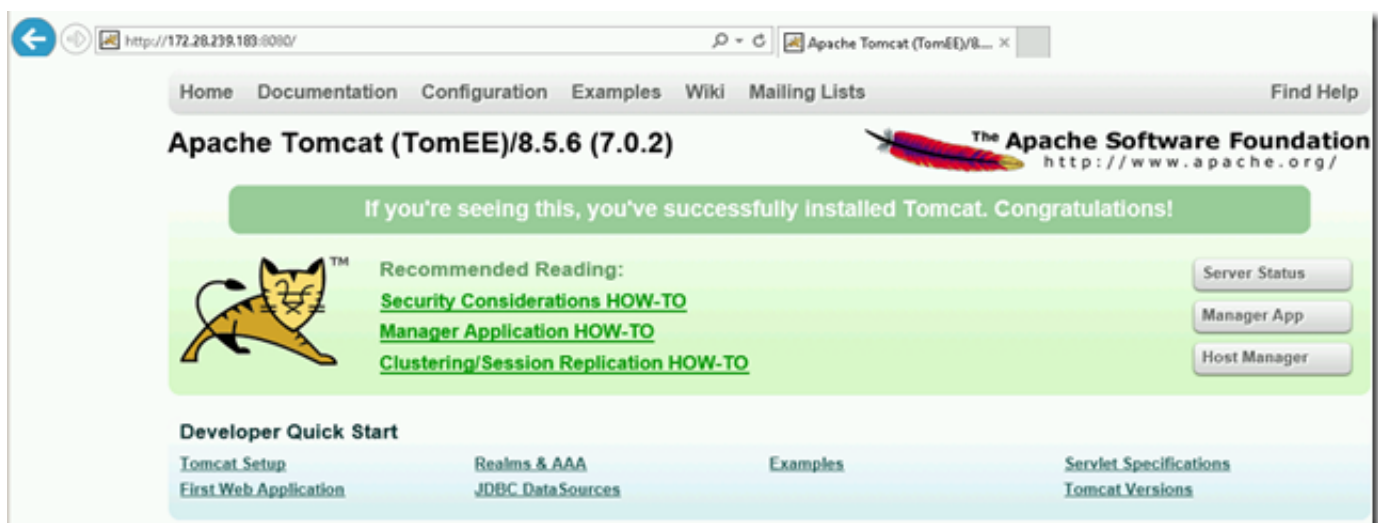 http://172.28.239.183:8080/
Apache Tomcat (TomEE)/8....
Home Documentation Configuration Examples Wiki Mailing Lists Find Help
Apache Tomcat (TomEE)/8.5.6 (7.0.2)
The Apache Software Foundation
http://www.apache.org/
If you're seeing this, you've successfully installed Tomcat. Congratulations!
TM
Recommended Reading:
Security Considerations HOW-TO
Manager Application HOW-TO
Clustering/Session Replication HOW-TO
Server Status
Manager App
Host Manager
Developer Quick Start
Tomcat Setup
First Web Application
Realms & AAA
JDBC DataSources
Examples
Servlet Specifications
Tomcat Versions